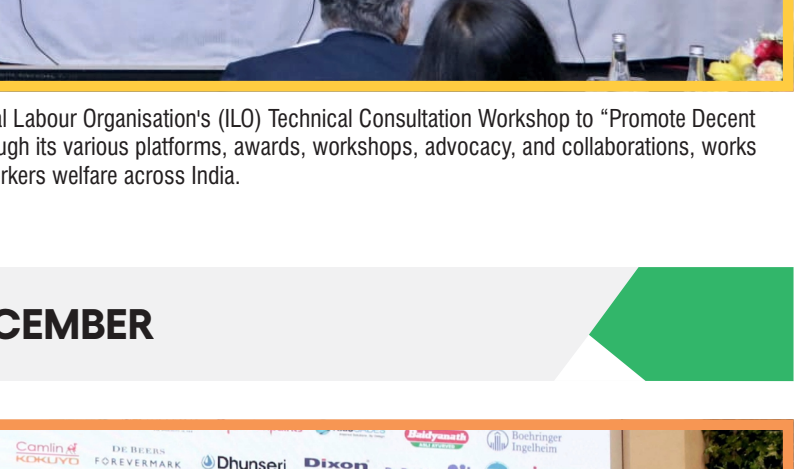 al Labour Organisation's (ILO) Technical Consultation Workshop to “Promote Decent
ugh its various platforms, awards, workshops, advocacy, and collaborations, works
rkers welfare across India.
CEMBER
Baidyanath
Boehringer
Ingelheim
Camlin
KOKUYO
DE BEERS
FOREVERMARK
Dhunseri
Dixon